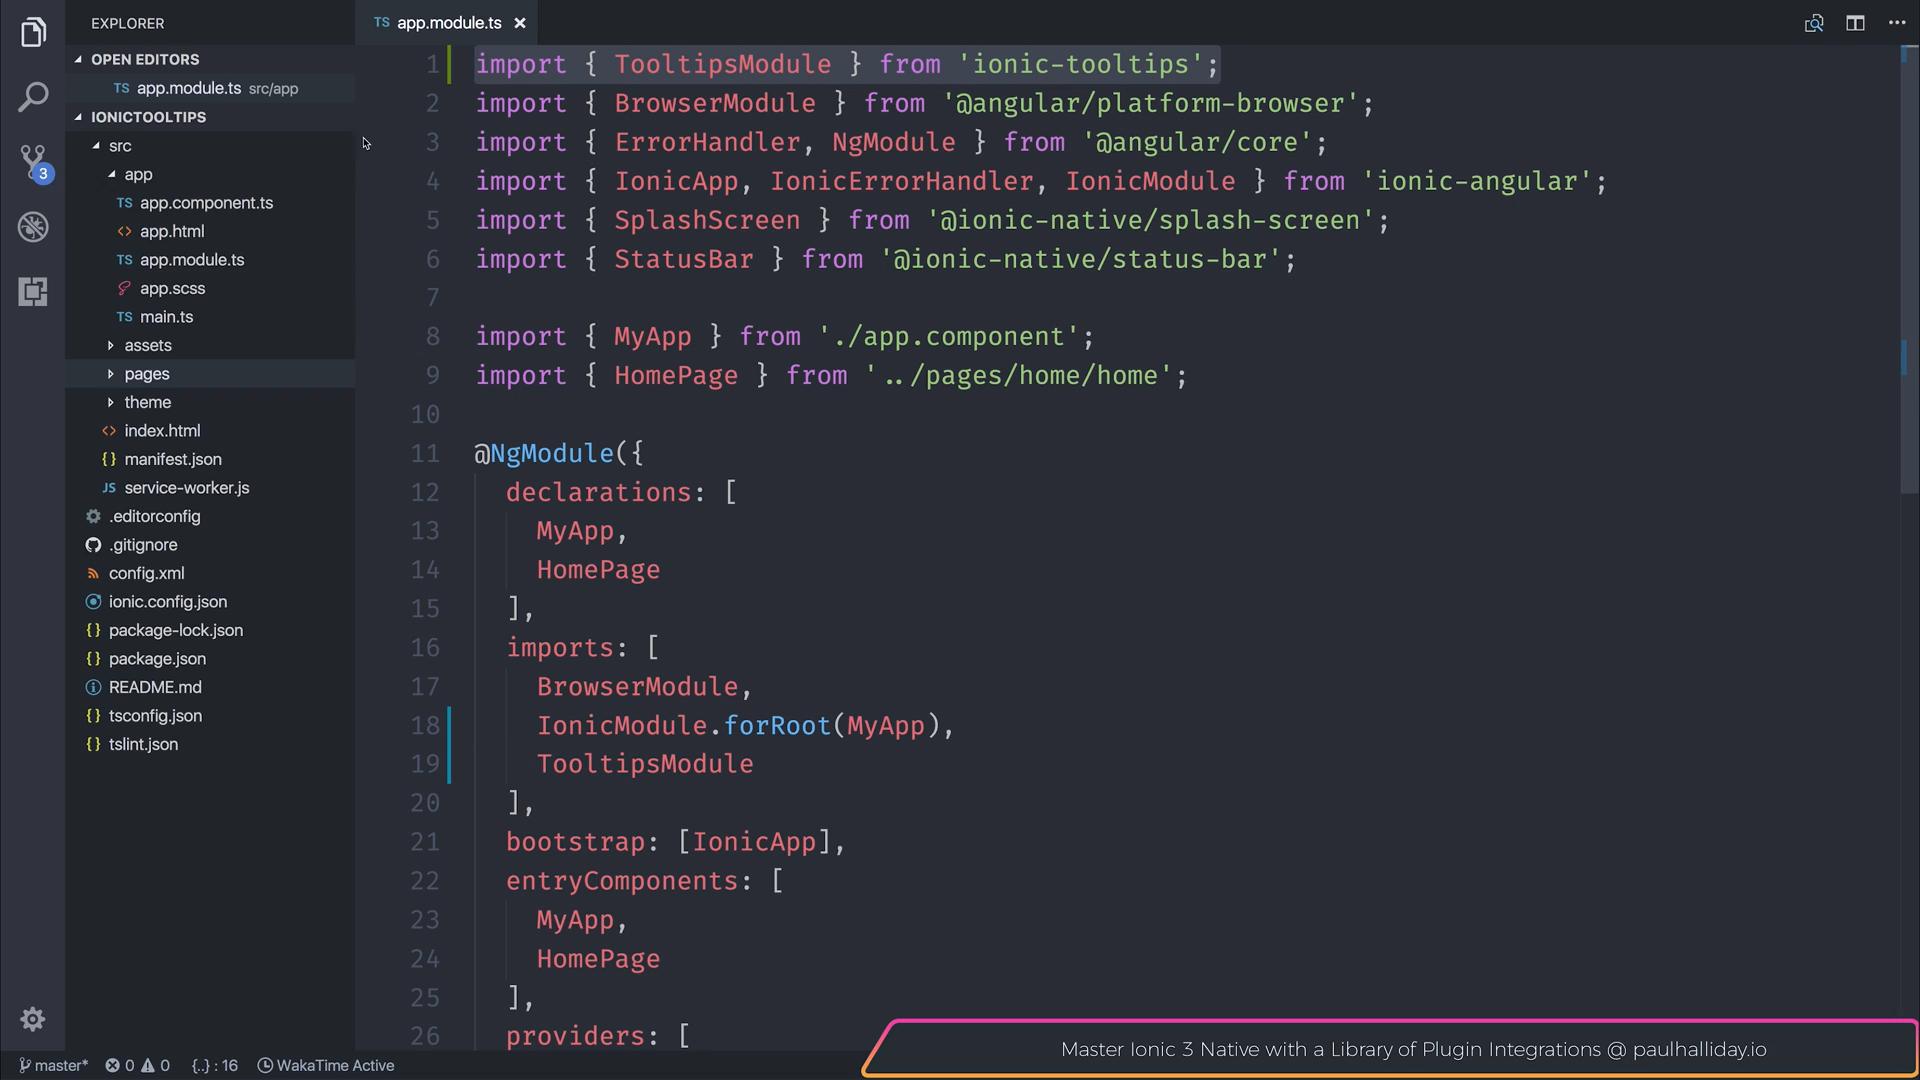 EXPLORER
OPEN EDITORS
TS app.module.ts src/app
IONICTOOLTIPS
src
app
TS app.component.ts
<> app.html
TS app.module.ts
app.scss
TS main.ts
assets
pages
theme
<> index.html
{} manifest.json
JS service-worker.js
.editorconfig
.gitignore
config.xml
ionic.config.json
{} package-lock.json
{} package.json
README.md
{} tsconfig.json
{} tslint.json
3
TS app.module.ts ×
1 import { TooltipsModule } from 'ionic-tooltips';
2 import { BrowserModule } from '@angular/platform-browser';
3 import { ErrorHandler, NgModule } from '@angular/core';
4 import { IonicApp, IonicErrorHandler, IonicModule } from 'ionic-angular';
5 import { SplashScreen } from '@ionic-native/splash-screen';
6 import { StatusBar } from '@ionic-native/status-bar';
7
8 import { MyApp } from './app.component';
9 import { HomePage } from '../pages/home/home';
10
11 @NgModule({
12 declarations: [
13 MyApp,
14 HomePage
15 ],
16 imports: [
17 BrowserModule,
18 IonicModule.forRoot(MyApp),
19 TooltipsModule
20 ],
21 bootstrap: [IonicApp],
22 entryComponents: [
23 MyApp,
24 HomePage
25 ],
26 providers: [
master* 0 0 {..} : 16 WakaTime Active
Master Ionic 3 Native with a Library of Plugin Integrations @ paulhalliday.io